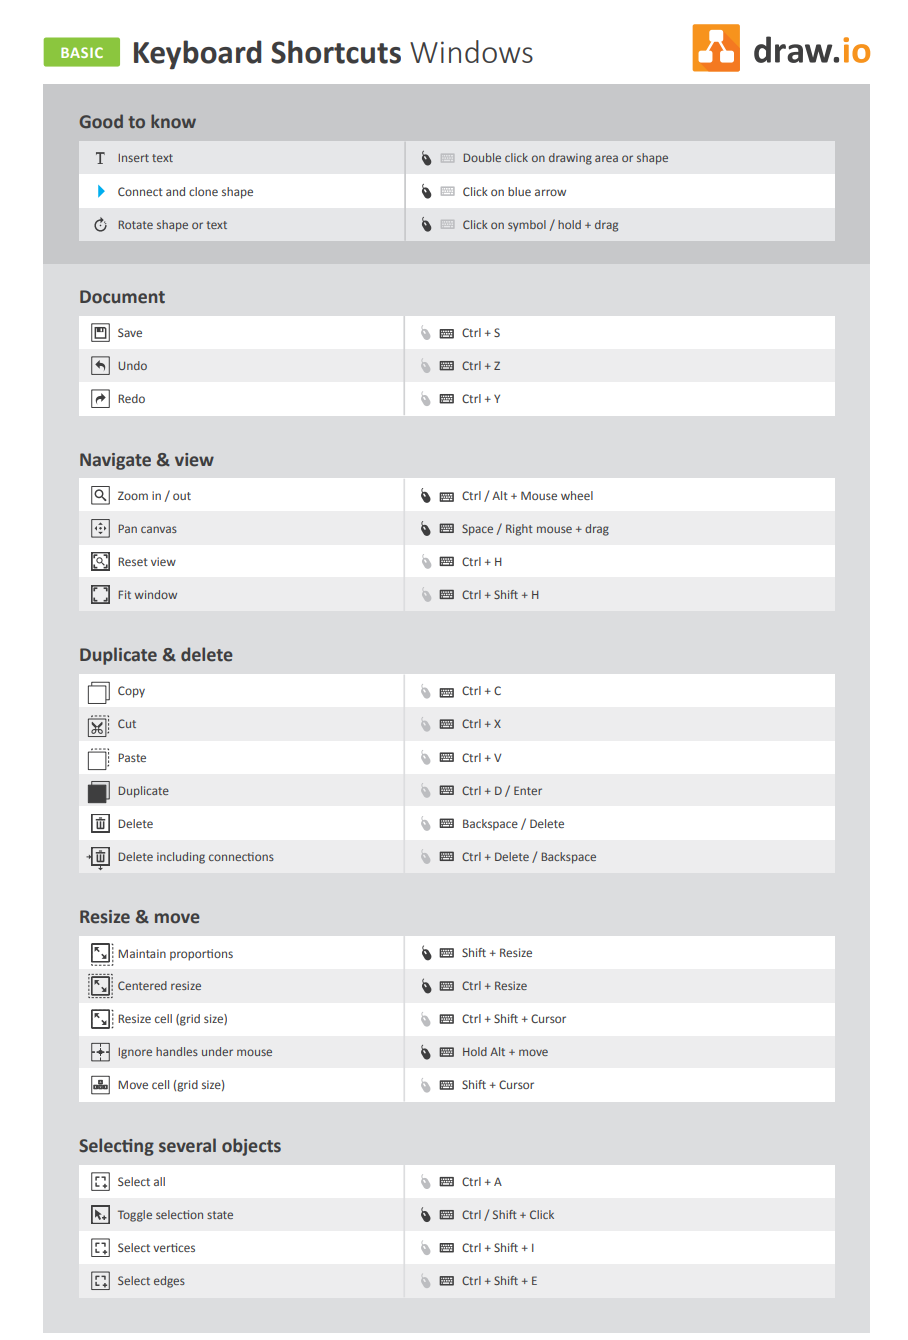 BASIC Keyboard Shortcuts Windows draw.io
Good to know
T Insert text Double click on drawing area or shape
Connect and clone shape Click on blue arrow
Rotate shape or text Click on symbol / hold + drag
Document
Save Ctrl + S
Undo Ctrl + Z
Redo Ctrl + Y
Navigate & view
Zoom in / out Ctrl / Alt + Mouse wheel
Pan canvas Space / Right mouse + drag
Reset view Ctrl + H
Fit window Ctrl + Shift + H
Duplicate & delete
Copy Ctrl + C
Cut Ctrl + X
Paste Ctrl + V
Duplicate Ctrl + D / Enter
Delete Backspace / Delete
Delete including connections Ctrl + Delete / Backspace
Resize & move
Maintain proportions Shift + Resize
Centered resize Ctrl + Resize
Resize cell (grid size) Ctrl + Shift + Cursor
Ignore handles under mouse Hold Alt + move
Move cell (grid size) Shift + Cursor
Selecting several objects
Select all Ctrl + A
Toggle selection state Ctrl / Shift + Click
Select vertices Ctrl + Shift + I
Select edges Ctrl + Shift + E